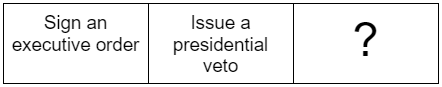 Sign an
executive order
Issue a
presidential
veto
?